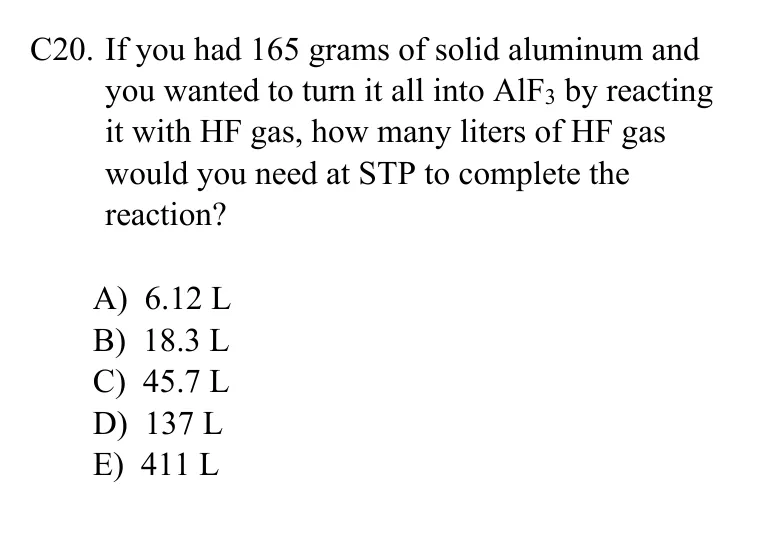 C20. If you had 165 grams of solid aluminum and
you wanted to turn it all into AlF₃ by reacting
it with HF gas, how many liters of HF gas
would you need at STP to complete the
reaction?
A) 6.12 L
B) 18.3 L
C) 45.7 L
D) 137 L
E) 411 L